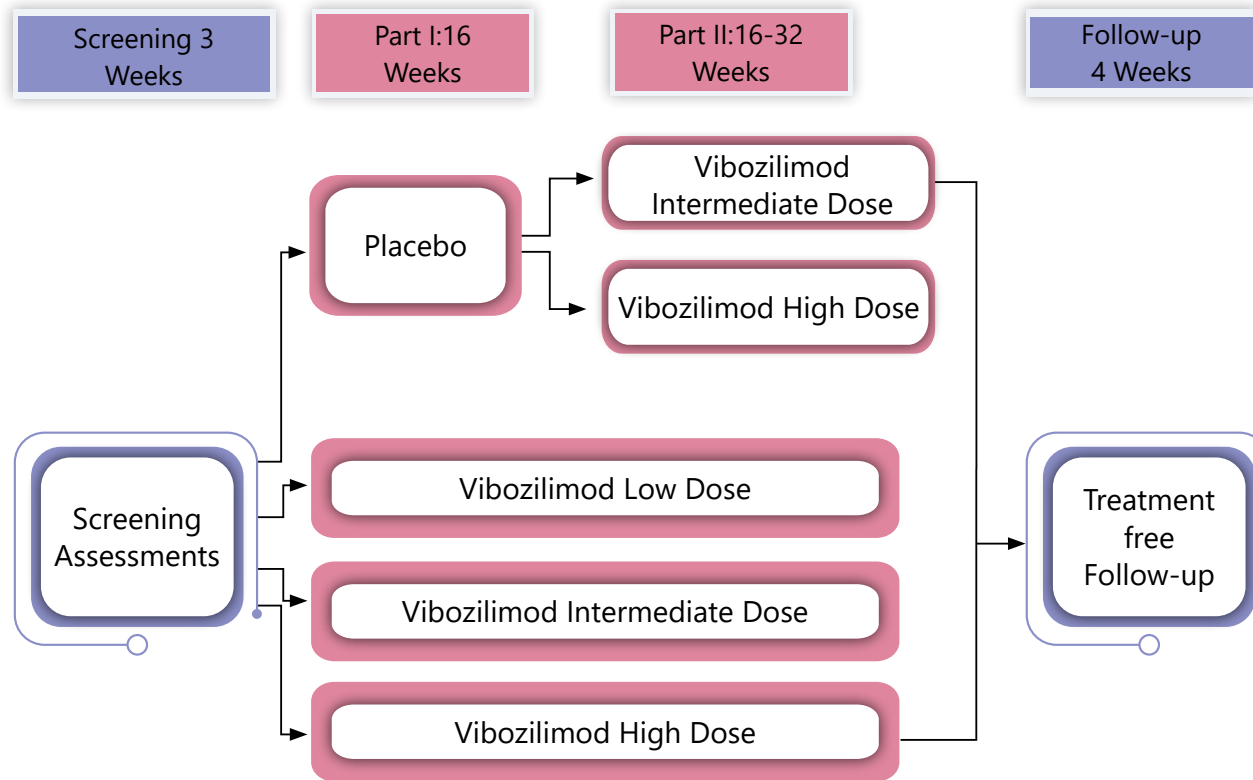 Screening 3
Weeks
Part I:16
Weeks
Part II:16-32
Weeks
Follow-up
4 Weeks
Vibozilimod
Intermediate Dose
Placebo
Vibozilimod High Dose
Screening
Assessments
Vibozilimod Low Dose
Vibozilimod Intermediate Dose
Vibozilimod High Dose
Treatment
free
Follow-up